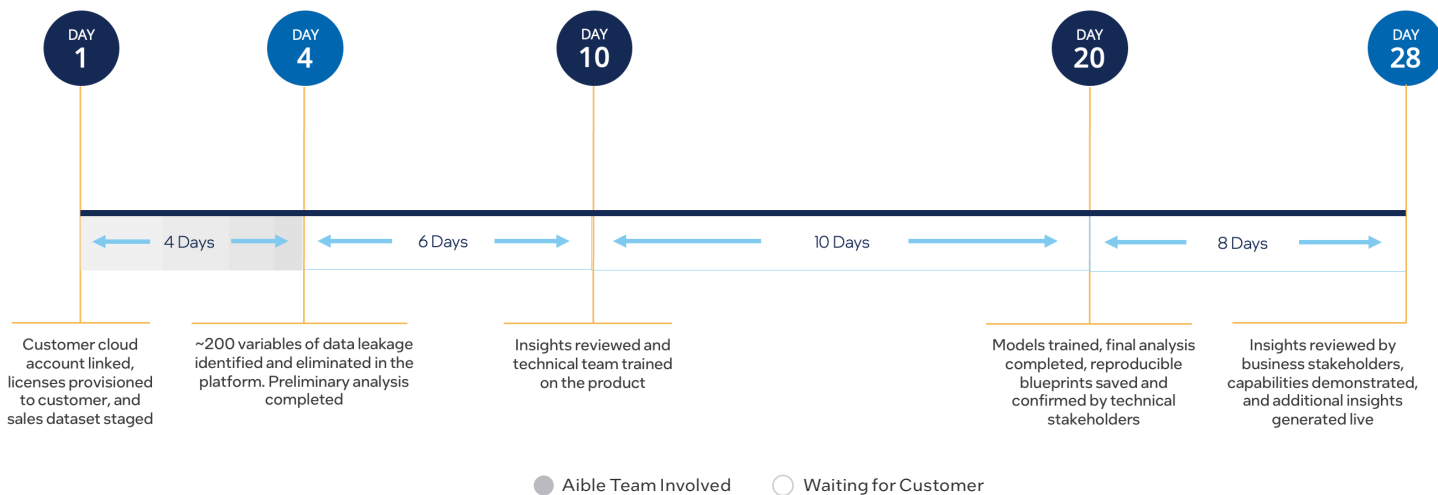 DAY
1
DAY
4
DAY
10
DAY
20
DAY
28
4 Days
6 Days
10 Days
8 Days
Customer cloud
account linked,
licenses provisioned
to customer, and
sales dataset staged
~200 variables of data leakage
identified and eliminated in the
platform. Preliminary analysis
completed
Insights reviewed and
technical team trained
on the product
Models trained, final analysis
completed, reproducible
blueprints saved and
confirmed by technical
stakeholders
Insights reviewed by
business stakeholders,
capabilities demonstrated,
and additional insights
generated live
Aible Team Involved
Waiting for Customer